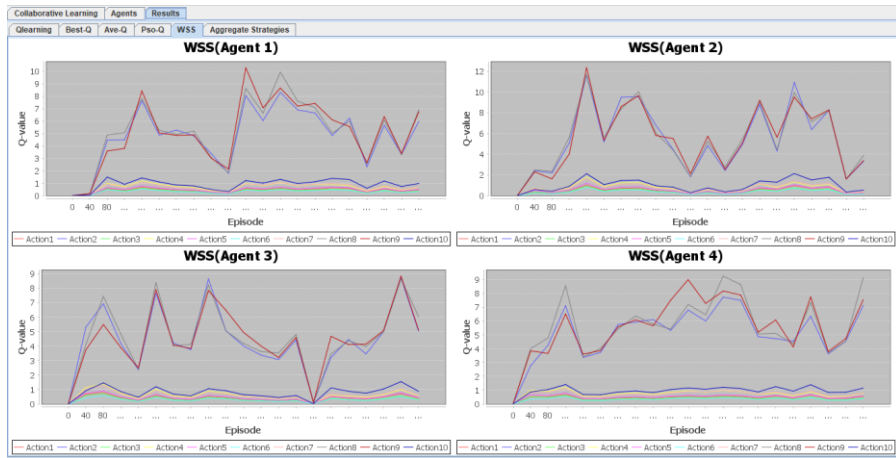 Collaborative Learning Agents Results
Qlearning Best-Q Ave-Q Pso-Q WSS Aggregate Strategies
WSS(Agent 1)
Q-value
10
9
8
7
6
5
4
3
2
1
0
0 40 80 ... ... ... ... ... ... ... ... ... ... ... ... ... ... ... ... ... ...
Episode
Action1 Action2 Action3 Action4 Action5 Action6 Action7 Action8 Action9 Action10
WSS(Agent 2)
Q-value
12
10
8
6
4
2
0
0 40 80 ... ... ... ... ... ... ... ... ... ... ... ... ... ... ... ... ... ...
Episode
Action1 Action2 Action3 Action4 Action5 Action6 Action7 Action8 Action9 Action10
WSS(Agent 3)
Q-value
9
8
7
6
5
4
3
2
1
0
0 40 80 ... ... ... ... ... ... ... ... ... ... ... ... ... ... ... ... ... ...
Episode
Action1 Action2 Action3 Action4 Action5 Action6 Action7 Action8 Action9 Action10
WSS(Agent 4)
Q-value
9
8
7
6
5
4
3
2
1
0
0 40 80 ... ... ... ... ... ... ... ... ... ... ... ... ... ... ... ... ... ...
Episode
Action1 Action2 Action3 Action4 Action5 Action6 Action7 Action8 Action9 Action10